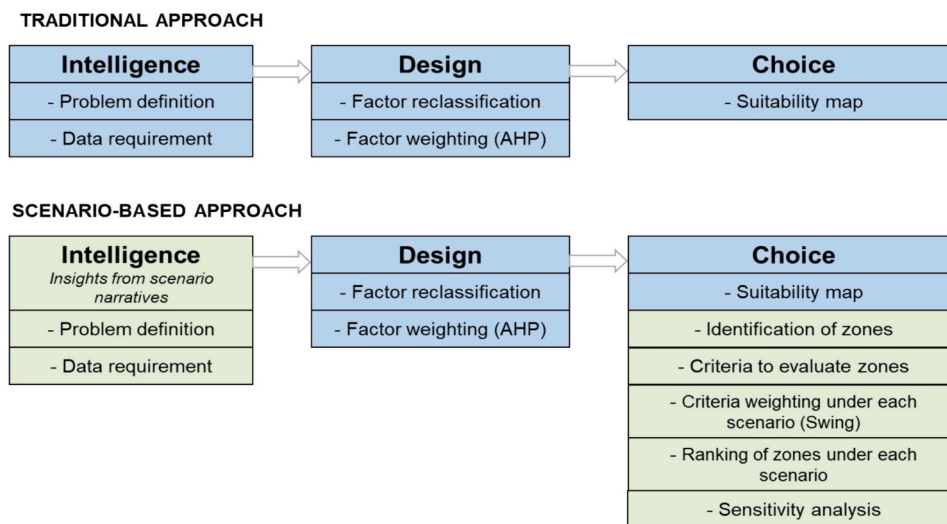 TRADITIONAL APPROACH
Intelligence
- Problem definition
- Data requirement
Design
- Factor reclassification
- Factor weighting (AHP)
Choice
- Suitability map
SCENARIO-BASED APPROACH
Intelligence
Insights from scenario
narratives
- Problem definition
- Data requirement
Design
- Factor reclassification
- Factor weighting (AHP)
Choice
- Suitability map
- Identification of zones
- Criteria to evaluate zones
- Criteria weighting under each
scenario (Swing)
- Ranking of zones under each
scenario
- Sensitivity analysis